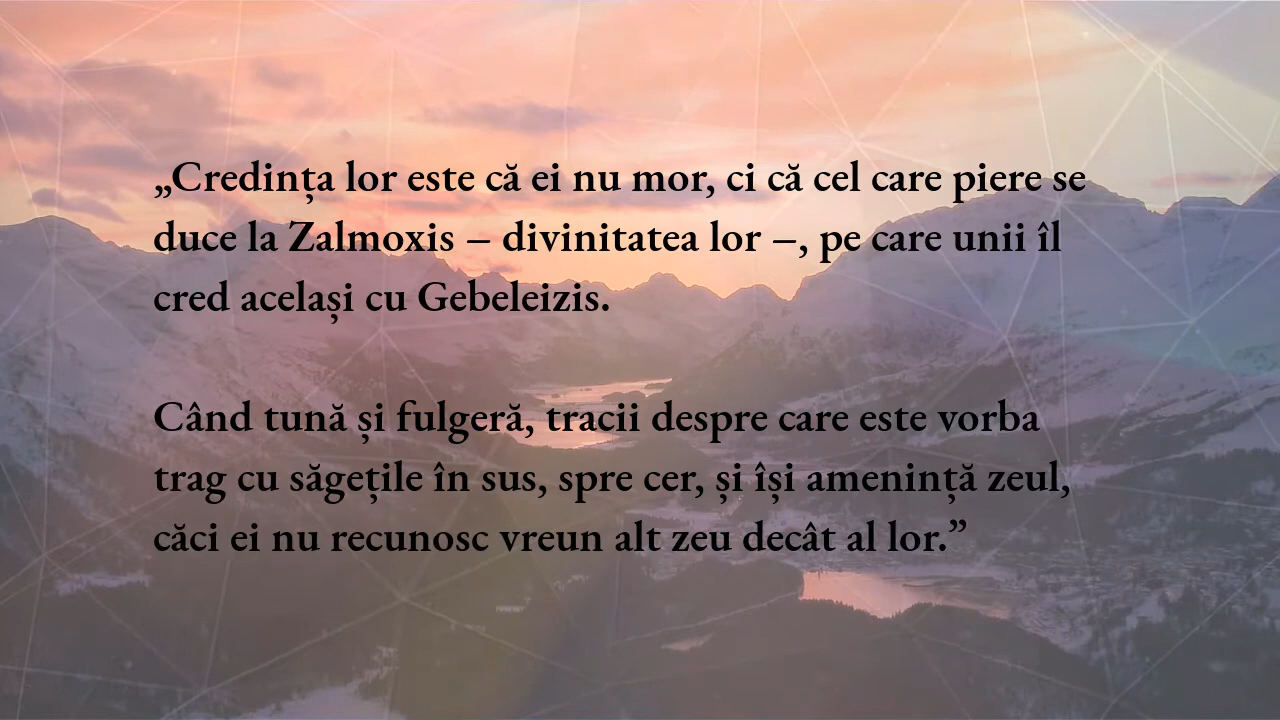 „Credința lor este că ei nu mor, ci că cel care piere se
duce la Zalmoxis – divinitatea lor –, pe care unii îl
cred același cu Gebeleizis.
Când tună și fulgeră, tracii despre care este vorba
trag cu săgețile în sus, spre cer, și își amenință zeul,
căci ei nu recunosc vreun alt zeu decât al lor.”